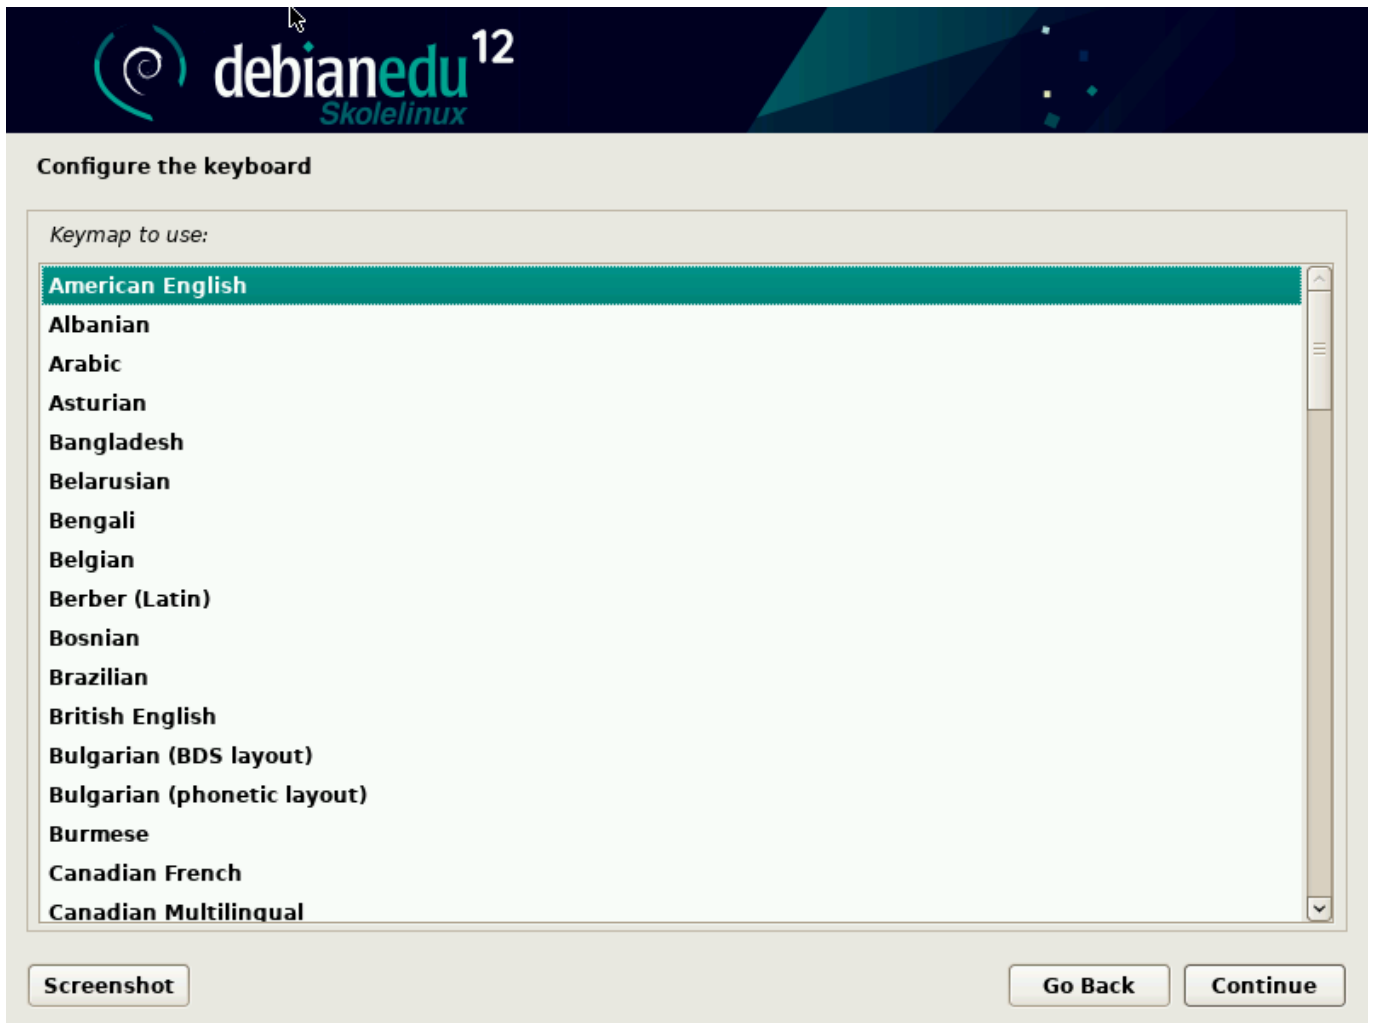 debianedu 12
Skolelinux
Configure the keyboard
Keymap to use:
American English
Albanian
Arabic
Asturian
Bangladesh
Belarusian
Bengali
Belgian
Berber (Latin)
Bosnian
Brazilian
British English
Bulgarian (BDS layout)
Bulgarian (phonetic layout)
Burmese
Canadian French
Canadian Multilingual
Screenshot
Go Back
Continue